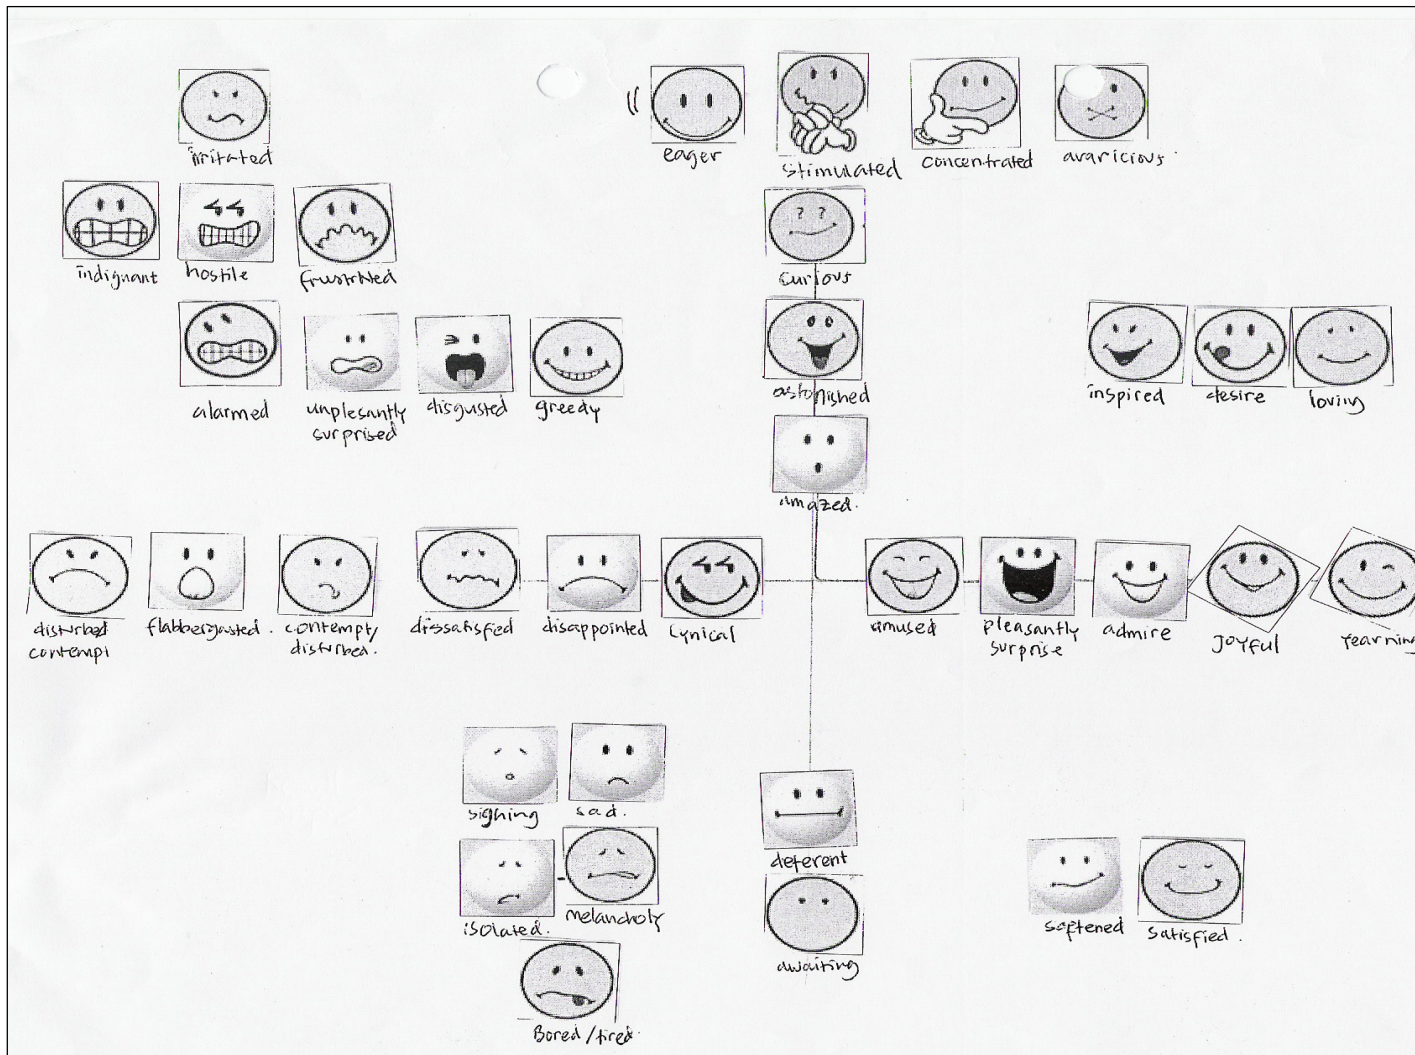 irritated
eager
stimulated
concentrated
avaricious.
indignant
hostile
frustrated
? ?
curious
alarmed
unplesantly
surprised
disgusted
greedy
astonished
inspired
desire
loving
amazed.
disturbed
contempt
flabbergasted.
contempt/
disturbed.
dissatisfied
disappointed
cynical
amused
pleasantly
surprise
admire
JOYFUL
Yearning
sighing
sad.
deferent
isolated.
melancholy
softened
satisfied.
awaiting
Bored/tired.